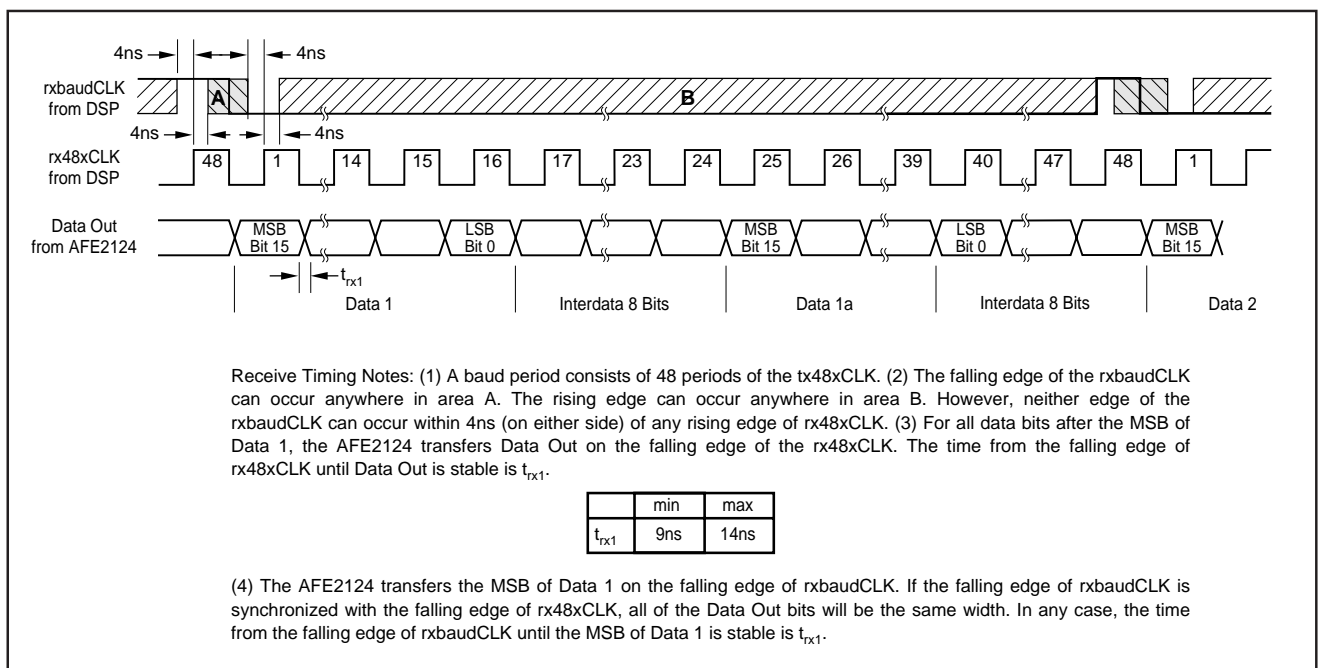 4ns 4ns
rxbaudCLK
from DSP
A B
4ns 4ns
rx48xCLK
from DSP
48 1 14 15 16 17 23 24 25 26 39 40 47 48 1
Data Out
from AFE2124
MSB
Bit 15
LSB
Bit 0
MSB
Bit 15
LSB
Bit 0
MSB
Bit 15
trx1
Data 1 Interdata 8 Bits Data 1a Interdata 8 Bits Data 2
Receive Timing Notes: (1) A baud period consists of 48 periods of the tx48xCLK. (2) The falling edge of the rxbaudCLK
can occur anywhere in area A. The rising edge can occur anywhere in area B. However, neither edge of the
rxbaudCLK can occur within 4ns (on either side) of any rising edge of rx48xCLK. (3) For all data bits after the MSB of
Data 1, the AFE2124 transfers Data Out on the falling edge of the rx48xCLK. The time from the falling edge of
rx48xCLK until Data Out is stable is trx1.
min max
trx1 9ns 14ns
(4) The AFE2124 transfers the MSB of Data 1 on the falling edge of rxbaudCLK. If the falling edge of rxbaudCLK is
synchronized with the falling edge of rx48xCLK, all of the Data Out bits will be the same width. In any case, the time
from the falling edge of rxbaudCLK until the MSB of Data 1 is stable is trx1.